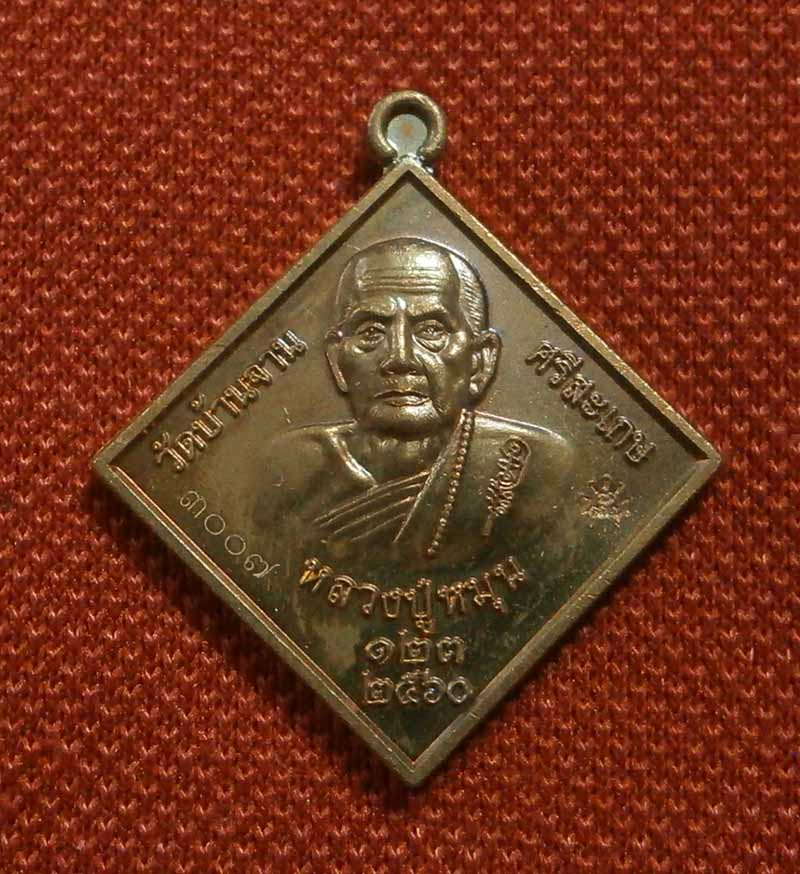 วัดบ้านจาน
ศรีสะเกษ
๓๐๐๗
หลวงปู่หมุน
๑๒๓
๒๕๖๐